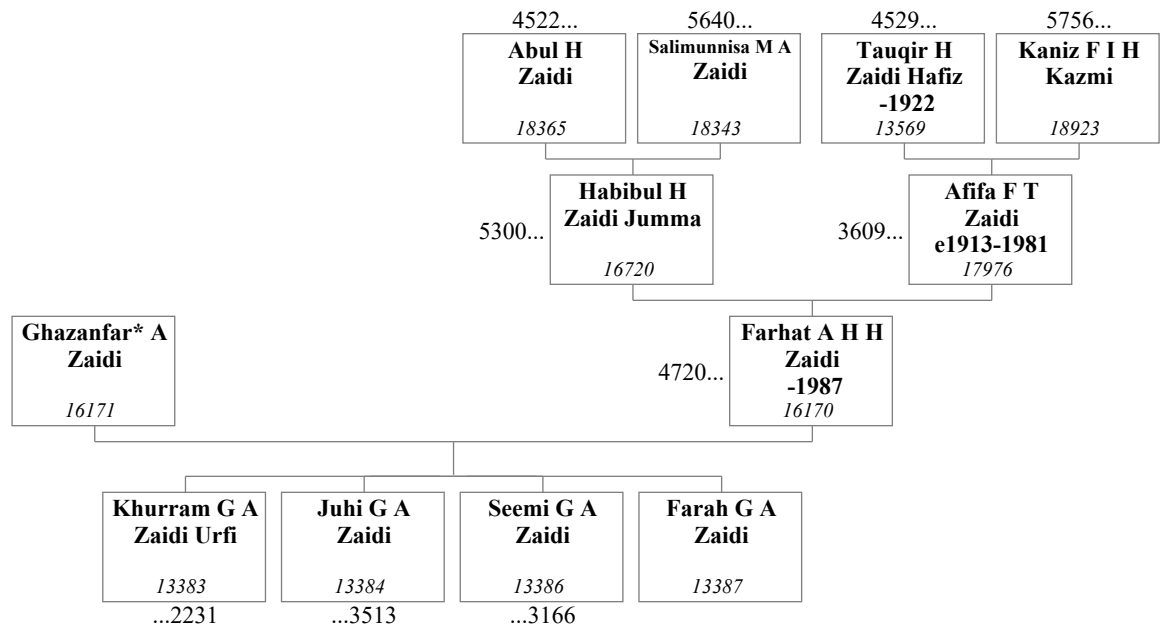 4522...
5640...
4529...
5756...
Abul H
Zaidi
18365
Salimunnisa M A
Zaidi
18343
Tauqir H
Zaidi Hafiz
-1922
13569
Kaniz F I H
Kazmi
18923
5300...
Habibul H
Zaidi Jumma
16720
3609...
Afifa F T
Zaidi
e1913-1981
17976
Ghazanfar* A
Zaidi
16171
4720...
Farhat A H H
Zaidi
-1987
16170
Khurram G A
Zaidi Urfi
13383
...2231
Juhi G A
Zaidi
13384
...3513
Seemi G A
Zaidi
13386
...3166
Farah G A
Zaidi
13387